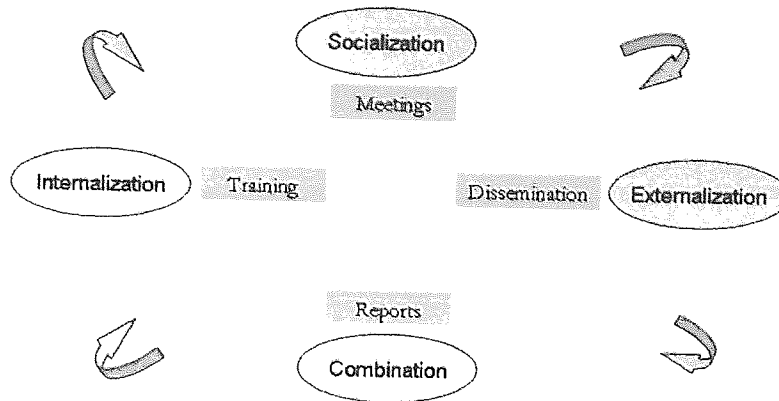 Socialization
Meetings
Internalization
Training
Dissemination
Externalization
Reports
Combination